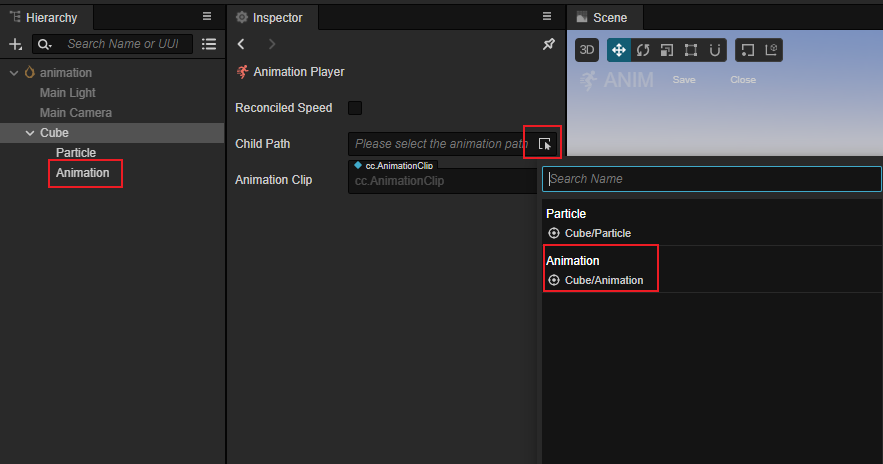 Hierarchy
Search Name or UUI
animation
Main Light
Main Camera
Cube
Particle
Animation
Inspector
Animation Player
Reconciled Speed
Child Path
Please select the animation path
Animation Clip
cc.AnimationClip
cc.AnimationClip
Scene
3D
ANIM
Save
Close
Search Name
Particle
Cube/Particle
Animation
Cube/Animation